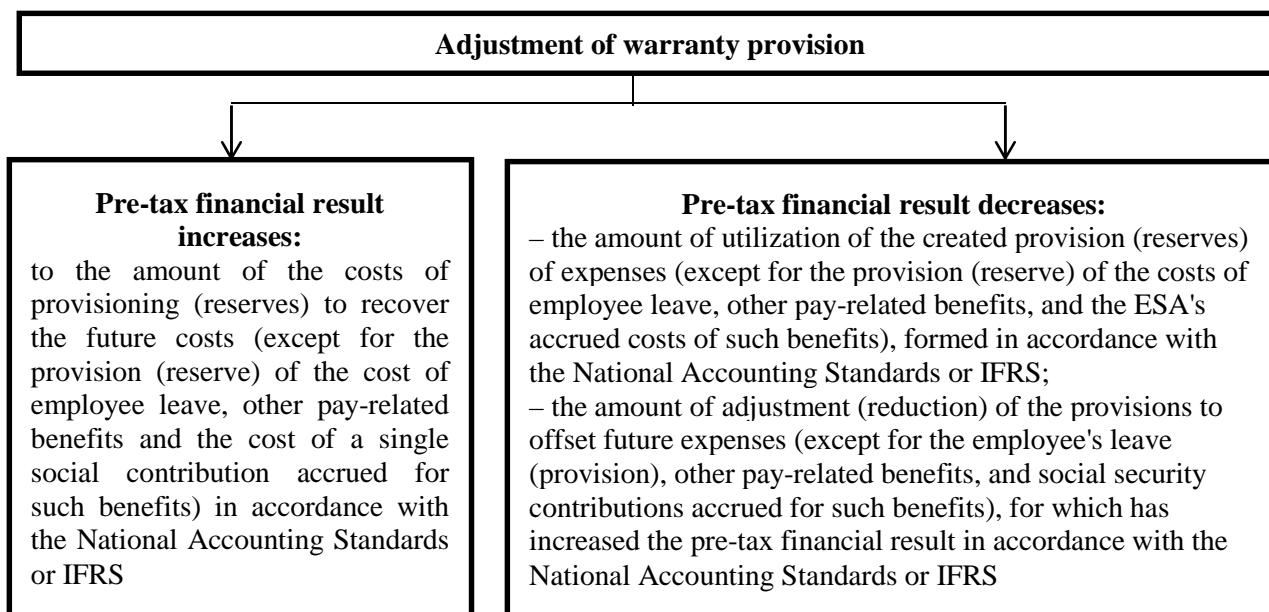 Adjustment of warranty provision
Pre-tax financial result
increases:
to the amount of the costs of
provisioning (reserves) to recover
the future costs (except for the
provision (reserve) of the cost of
employee leave, other pay-related
benefits and the cost of a single
social contribution accrued for
such benefits) in accordance with
the National Accounting Standards
or IFRS
Pre-tax financial result decreases:
– the amount of utilization of the created provision (reserves)
of expenses (except for the provision (reserve) of the costs of
employee leave, other pay-related benefits, and the ESA's
accrued costs of such benefits), formed in accordance with
the National Accounting Standards or IFRS;
– the amount of adjustment (reduction) of the provisions to
offset future expenses (except for the employee's leave
(provision), other pay-related benefits, and social security
contributions accrued for such benefits), for which has
increased the pre-tax financial result in accordance with the
National Accounting Standards or IFRS